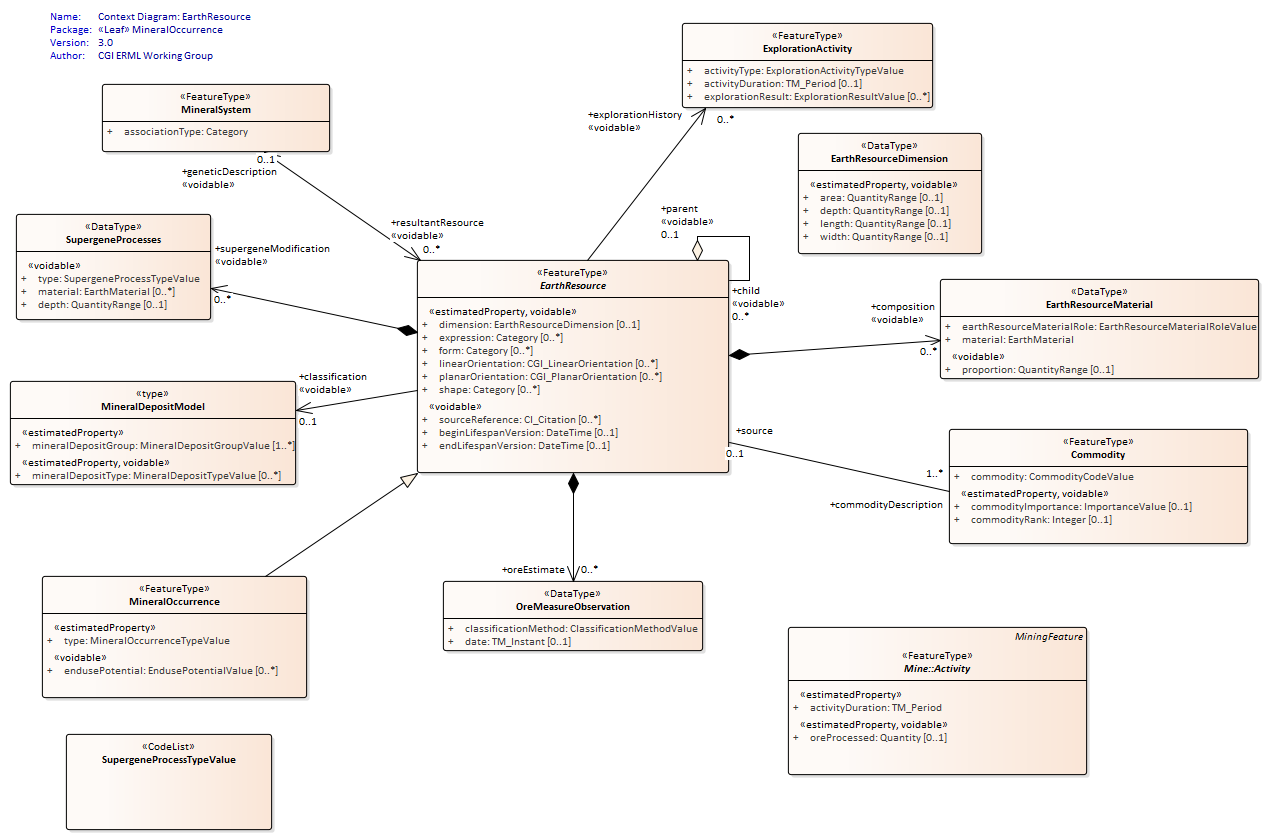 Name: Context Diagram: EarthResource
Package: «Leaf» MineralOccurrence
Version: 3.0
Author: CGI ERML Working Group
«FeatureType»
ExplorationActivity
+ activityType: ExplorationActivityTypeValue
+ activityDuration: TM_Period [0..1]
+ explorationResult: ExplorationResultValue [0..*]
«FeatureType»
MineralSystem
+ associationType: Category
0..1
+geneticDescription
«voidable»
+explorationHistory
«voidable»
0..*
«DataType»
EarthResourceDimension
«estimatedProperty, voidable»
+ area: QuantityRange [0..1]
+ depth: QuantityRange [0..1]
+ length: QuantityRange [0..1]
+ width: QuantityRange [0..1]
+resultantResource
«voidable»
0..*
+parent
«voidable»
0..1
«DataType»
SupergeneProcesses
«voidable»
+ type: SupergeneProcessTypeValue
+ material: EarthMaterial [0..*]
+ depth: QuantityRange [0..1]
+supergeneModification
«voidable»
0..*
«FeatureType»
EarthResource
«estimatedProperty, voidable»
+ dimension: EarthResourceDimension [0..1]
+ expression: Category [0..*]
+ form: Category [0..*]
+ linearOrientation: CGI_LinearOrientation [0..*]
+ planarOrientation: CGI_PlanarOrientation [0..*]
+ shape: Category [0..*]
«voidable»
+ sourceReference: CI_Citation [0..*]
+ beginLifespanVersion: DateTime [0..1]
+ endLifespanVersion: DateTime [0..1]
+child
«voidable»
0..*
+composition
«voidable»
0..*
«DataType»
EarthResourceMaterial
+ earthResourceMaterialRole: EarthResourceMaterialRoleValue
+ material: EarthMaterial
«voidable»
+ proportion: QuantityRange [0..1]
+classification
«voidable»
0..1
«type»
MineralDepositModel
«estimatedProperty»
+ mineralDepositGroup: MineralDepositGroupValue [1..*]
«estimatedProperty, voidable»
+ mineralDepositType: MineralDepositTypeValue [0..*]
+source
0..1
1..*
+commodityDescription
«FeatureType»
Commodity
+ commodity: CommodityCodeValue
«estimatedProperty, voidable»
+ commodityImportance: ImportanceValue [0..1]
+ commodityRank: Integer [0..1]
+oreEstimate
0..*
«FeatureType»
MineralOccurrence
«estimatedProperty»
+ type: MineralOccurrenceTypeValue
«voidable»
+ endusePotential: EndusePotentialValue [0..*]
«DataType»
OreMeasureObservation
+ classificationMethod: ClassificationMethodValue
+ date: TM_Instant [0..1]
MiningFeature
«FeatureType»
Mine::Activity
«estimatedProperty»
+ activityDuration: TM_Period
«estimatedProperty, voidable»
+ oreProcessed: Quantity [0..1]
«CodeList»
SupergeneProcessTypeValue